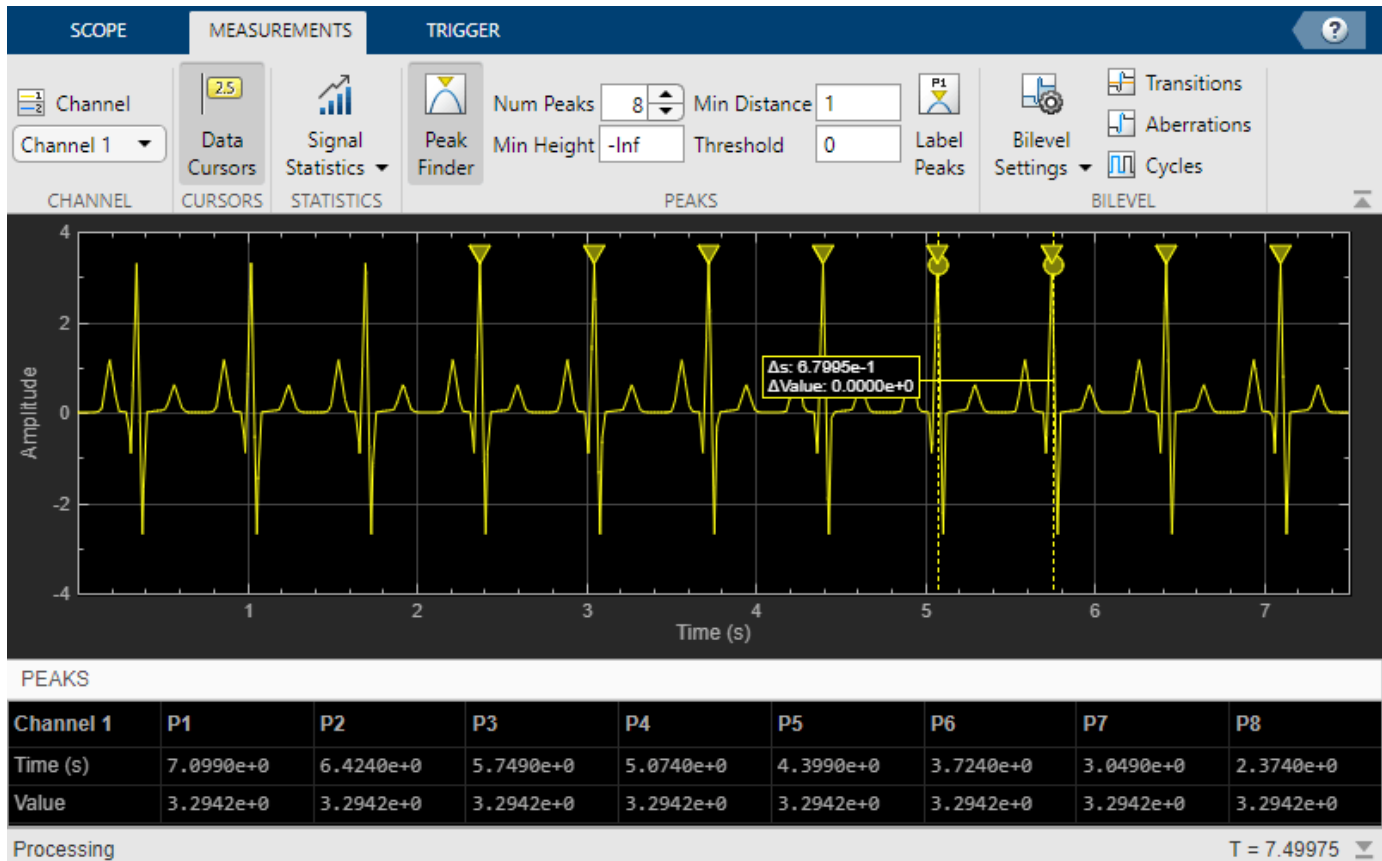 SCOPE MEASUREMENTS TRIGGER ?
Channel
Channel 1
CHANNEL
2.5
Data
Cursors
CURSORS
Signal
Statistics
STATISTICS
Peak
Finder
Num Peaks 8 Min Distance 1
Min Height -Inf Threshold 0
P1
Label
Peaks
PEAKS
Bilevel
Settings
Transitions
Aberrations
Cycles
BILEVEL
Amplitude
4
2
0
-2
-4
Δs: 6.7995e-1
ΔValue: 0.0000e+0
1 2 3 4 5 6 7
Time (s)
PEAKS
Channel 1 P1 P2 P3 P4 P5 P6 P7 P8
Time (s) 7.0990e+0 6.4240e+0 5.7490e+0 5.0740e+0 4.3990e+0 3.7240e+0 3.0490e+0 2.3740e+0
Value 3.2942e+0 3.2942e+0 3.2942e+0 3.2942e+0 3.2942e+0 3.2942e+0 3.2942e+0 3.2942e+0
Processing T = 7.49975